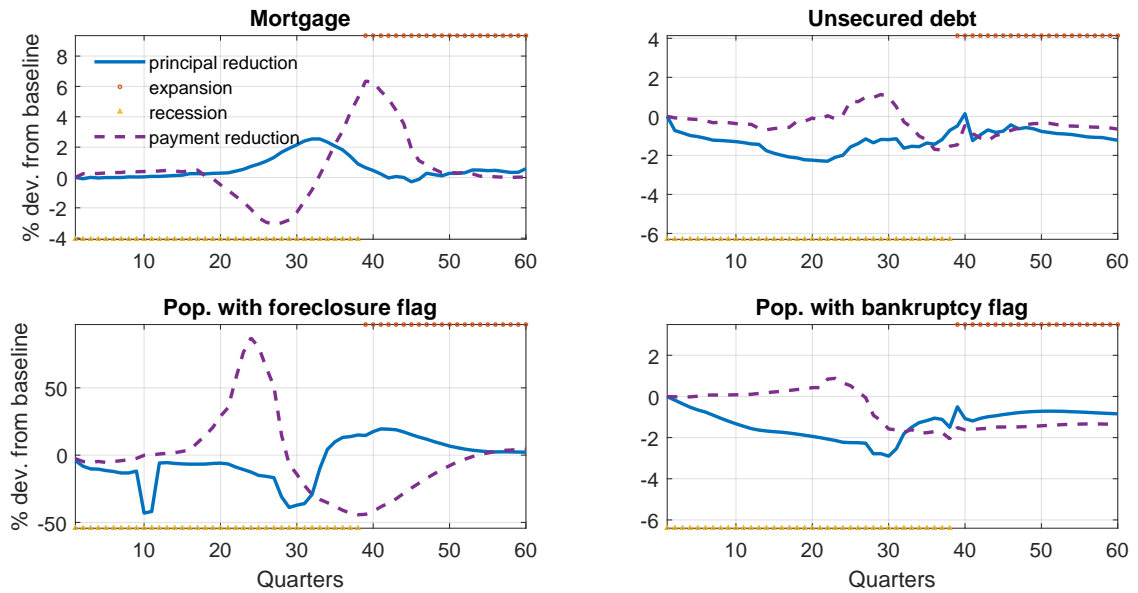 Mortgage
% dev. from baseline
8
6
4
2
0
-2
-4
10 20 30 40 50 60
principal reduction
expansion
recession
payment reduction
Unsecured debt
4
2
0
-2
-4
-6
10 20 30 40 50 60
Pop. with foreclosure flag
% dev. from baseline
50
0
-50
10 20 30 40 50 60
Quarters
Pop. with bankruptcy flag
2
0
-2
-4
-6
10 20 30 40 50 60
Quarters